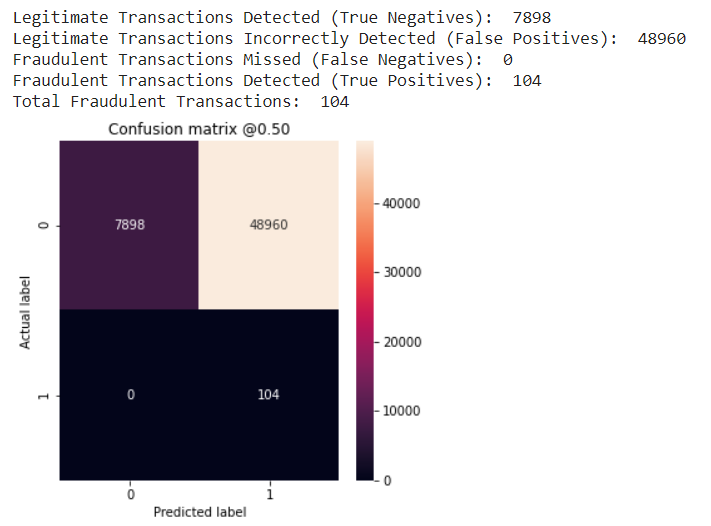 Legitimate Transactions Detected (True Negatives):  7898
Legitimate Transactions Incorrectly Detected (False Positives):  48960
Fraudulent Transactions Missed (False Negatives):  0
Fraudulent Transactions Detected (True Positives):  104
Total Fraudulent Transactions:  104
Confusion matrix @0.50
40000
0 7898 48960
30000
Actual label
20000
1 0 104
10000
0
0 1
Predicted label